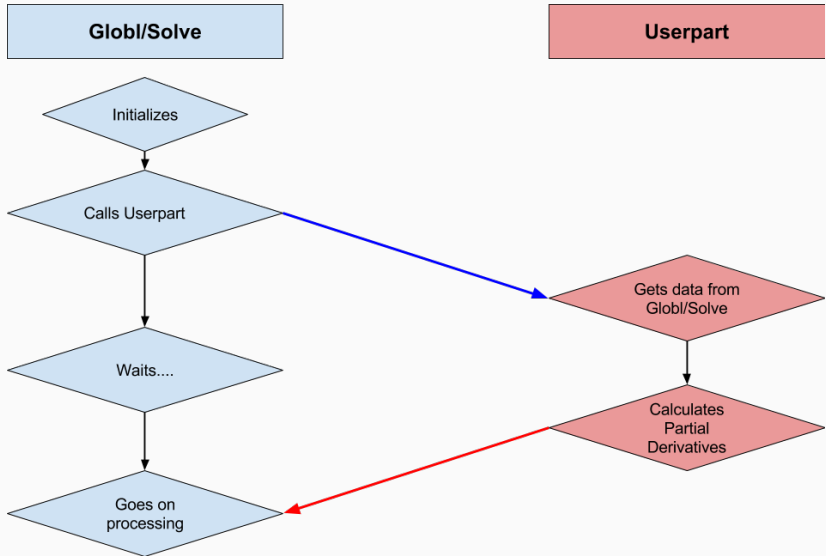 Globl/Solve
Userpart
Initializes
Calls Userpart
Gets data from
Globl/Solve
Waits....
Calculates
Partial
Derivatives
Goes on
processing